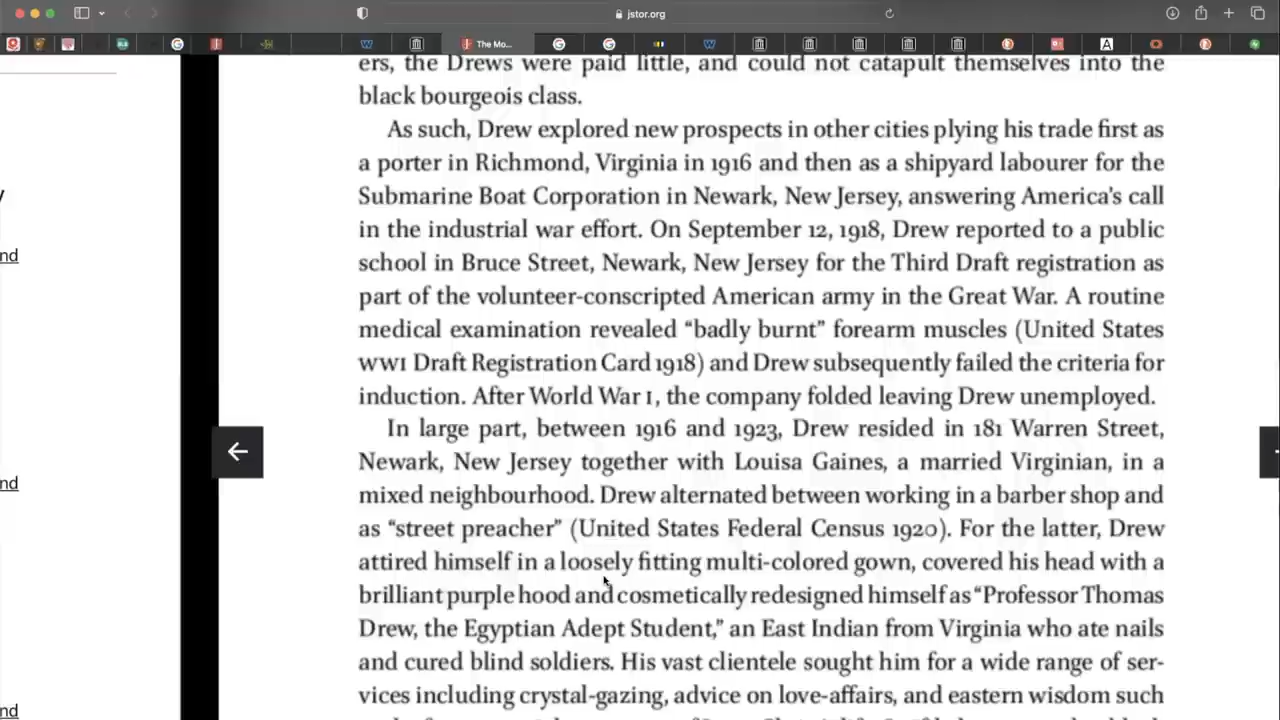 jstor.org
The Mo...
ers, the Drews were paid little, and could not catapult themselves into the
black bourgeois class.
As such, Drew explored new prospects in other cities plying his trade first as
a porter in Richmond, Virginia in 1916 and then as a shipyard labourer for the
Submarine Boat Corporation in Newark, New Jersey, answering America's call
in the industrial war effort. On September 12, 1918, Drew reported to a public
school in Bruce Street, Newark, New Jersey for the Third Draft registration as
part of the volunteer-conscripted American army in the Great War. A routine
medical examination revealed “badly burnt” forearm muscles (United States
WWI Draft Registration Card 1918) and Drew subsequently failed the criteria for
induction. After World War I, the company folded leaving Drew unemployed.
In large part, between 1916 and 1923, Drew resided in 181 Warren Street,
Newark, New Jersey together with Louisa Gaines, a married Virginian, in a
mixed neighbourhood. Drew alternated between working in a barber shop and
as “street preacher” (United States Federal Census 1920). For the latter, Drew
attired himself in a loosely fitting multi-colored gown, covered his head with a
brilliant purple hood and cosmetically redesigned himself as “Professor Thomas
Drew, the Egyptian Adept Student,” an East Indian from Virginia who ate nails
and cured blind soldiers. His vast clientele sought him for a wide range of ser-
vices including crystal-gazing, advice on love-affairs, and eastern wisdom such
y
nd
nd
nd